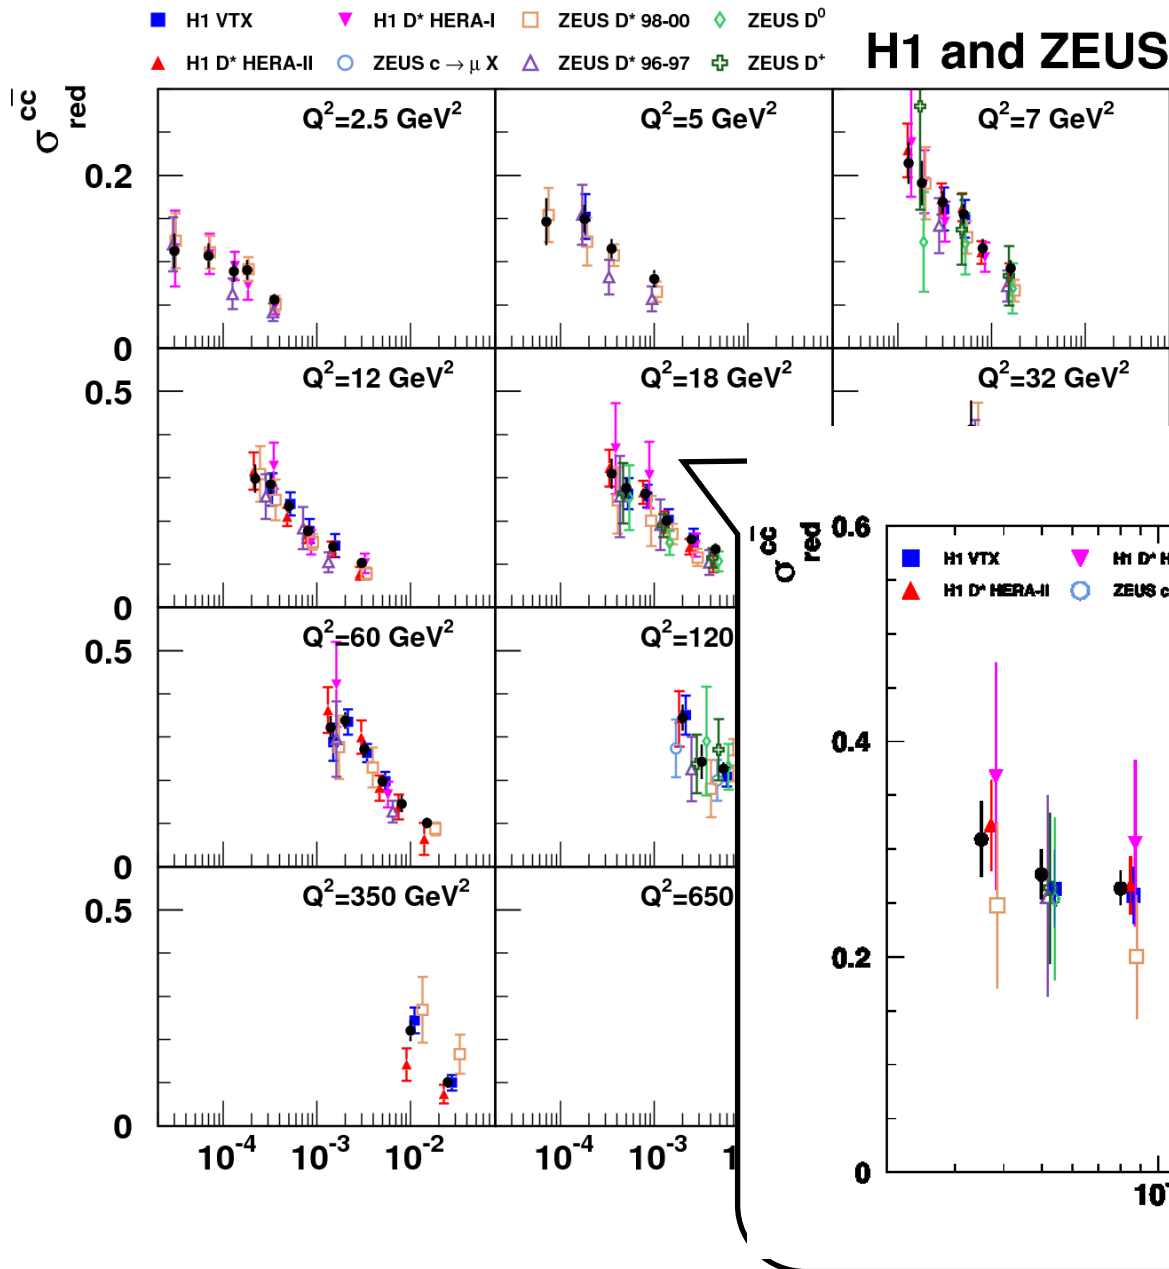 H1 VTX H1 D* HERA-I ZEUS D* 98-00 ZEUS D⁰
H1 D* HERA-II ZEUS c → μ X ZEUS D* 96-97 ZEUS D⁺
H1 and ZEUS
σ red cc̄
Q²=2.5 GeV² Q²=5 GeV² Q²=7 GeV²
0.2
0
Q²=12 GeV² Q²=18 GeV² Q²=32 GeV²
0.5
0
Q²=60 GeV² Q²=120
0.5
0
Q²=350 GeV² Q²=650
0.5
0
10⁻⁴ 10⁻³ 10⁻² 10⁻⁴ 10⁻³ 1
σ red cc̄
0.6
H1 VTX H1 D* H
H1 D* HERA-II ZEUS c
0.4
0.2
0
10⁻